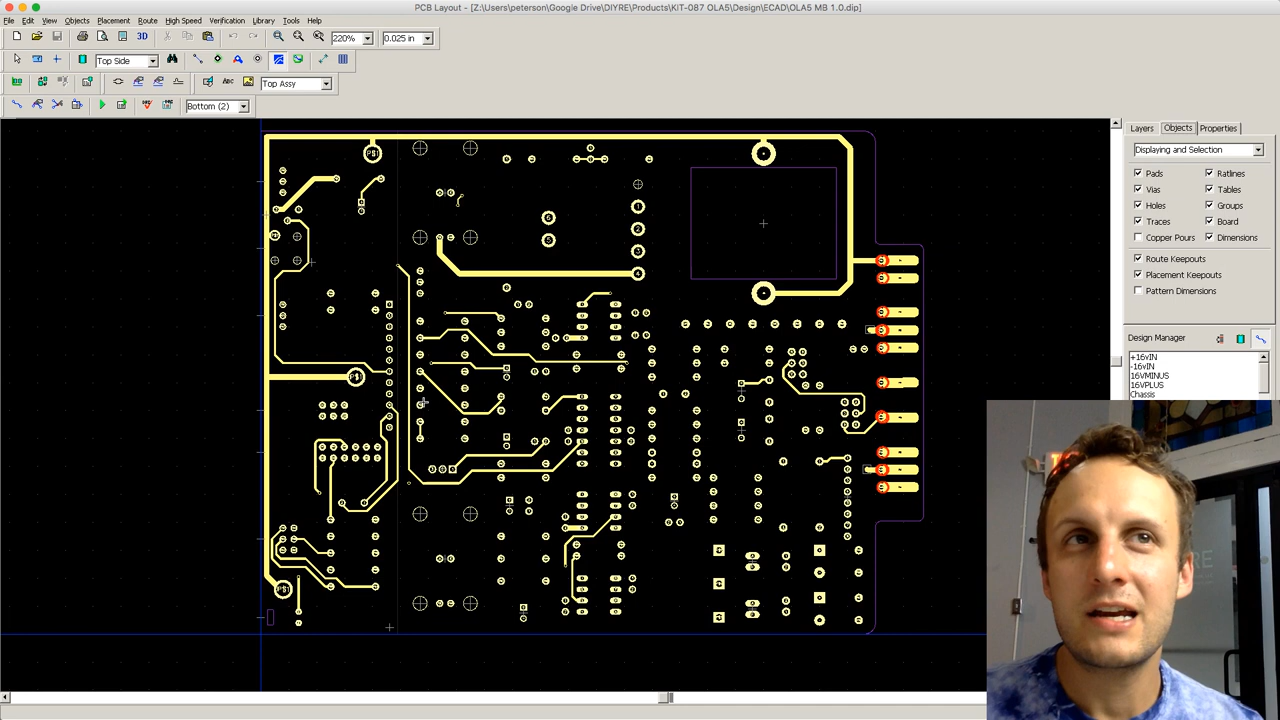 PCB Layout - [Z:\Users\peterson\Google Drive\DIYRE\Products\KIT-087 OLA5\Design\ECAD\OLA5 MB 1.0.dip]
File Edit View Objects Placement Route High Speed Verification Library Tools Help
3D 220% 0.025 in
Top Side
Abc Top Assy
Bottom (2)
Layers Objects Properties
Displaying and Selection
Pads Ratlines
Vias Tables
Holes Groups
Traces Board
Copper Pours Dimensions
Route Keepouts
Placement Keepouts
Pattern Dimensions
Design Manager
+16vIN
-16vIN
16VMINUS
16VPLUS
Chassis